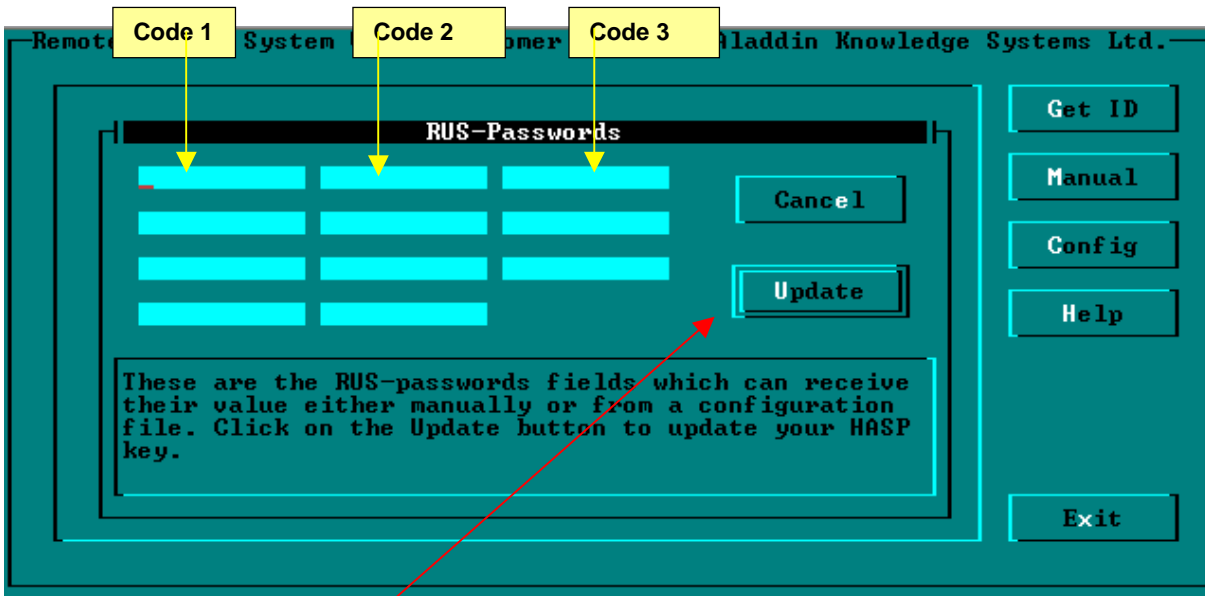 Code 1 Code 2 Code 3
Remot System omer Aladdin Knowledge Systems Ltd.
Get ID
RUS-Passwords
Manual
Cancel
Config
Update
Help
These are the RUS-passwords fields which can receive
their value either manually or from a configuration
file. Click on the Update button to update your HASP
key.
Exit